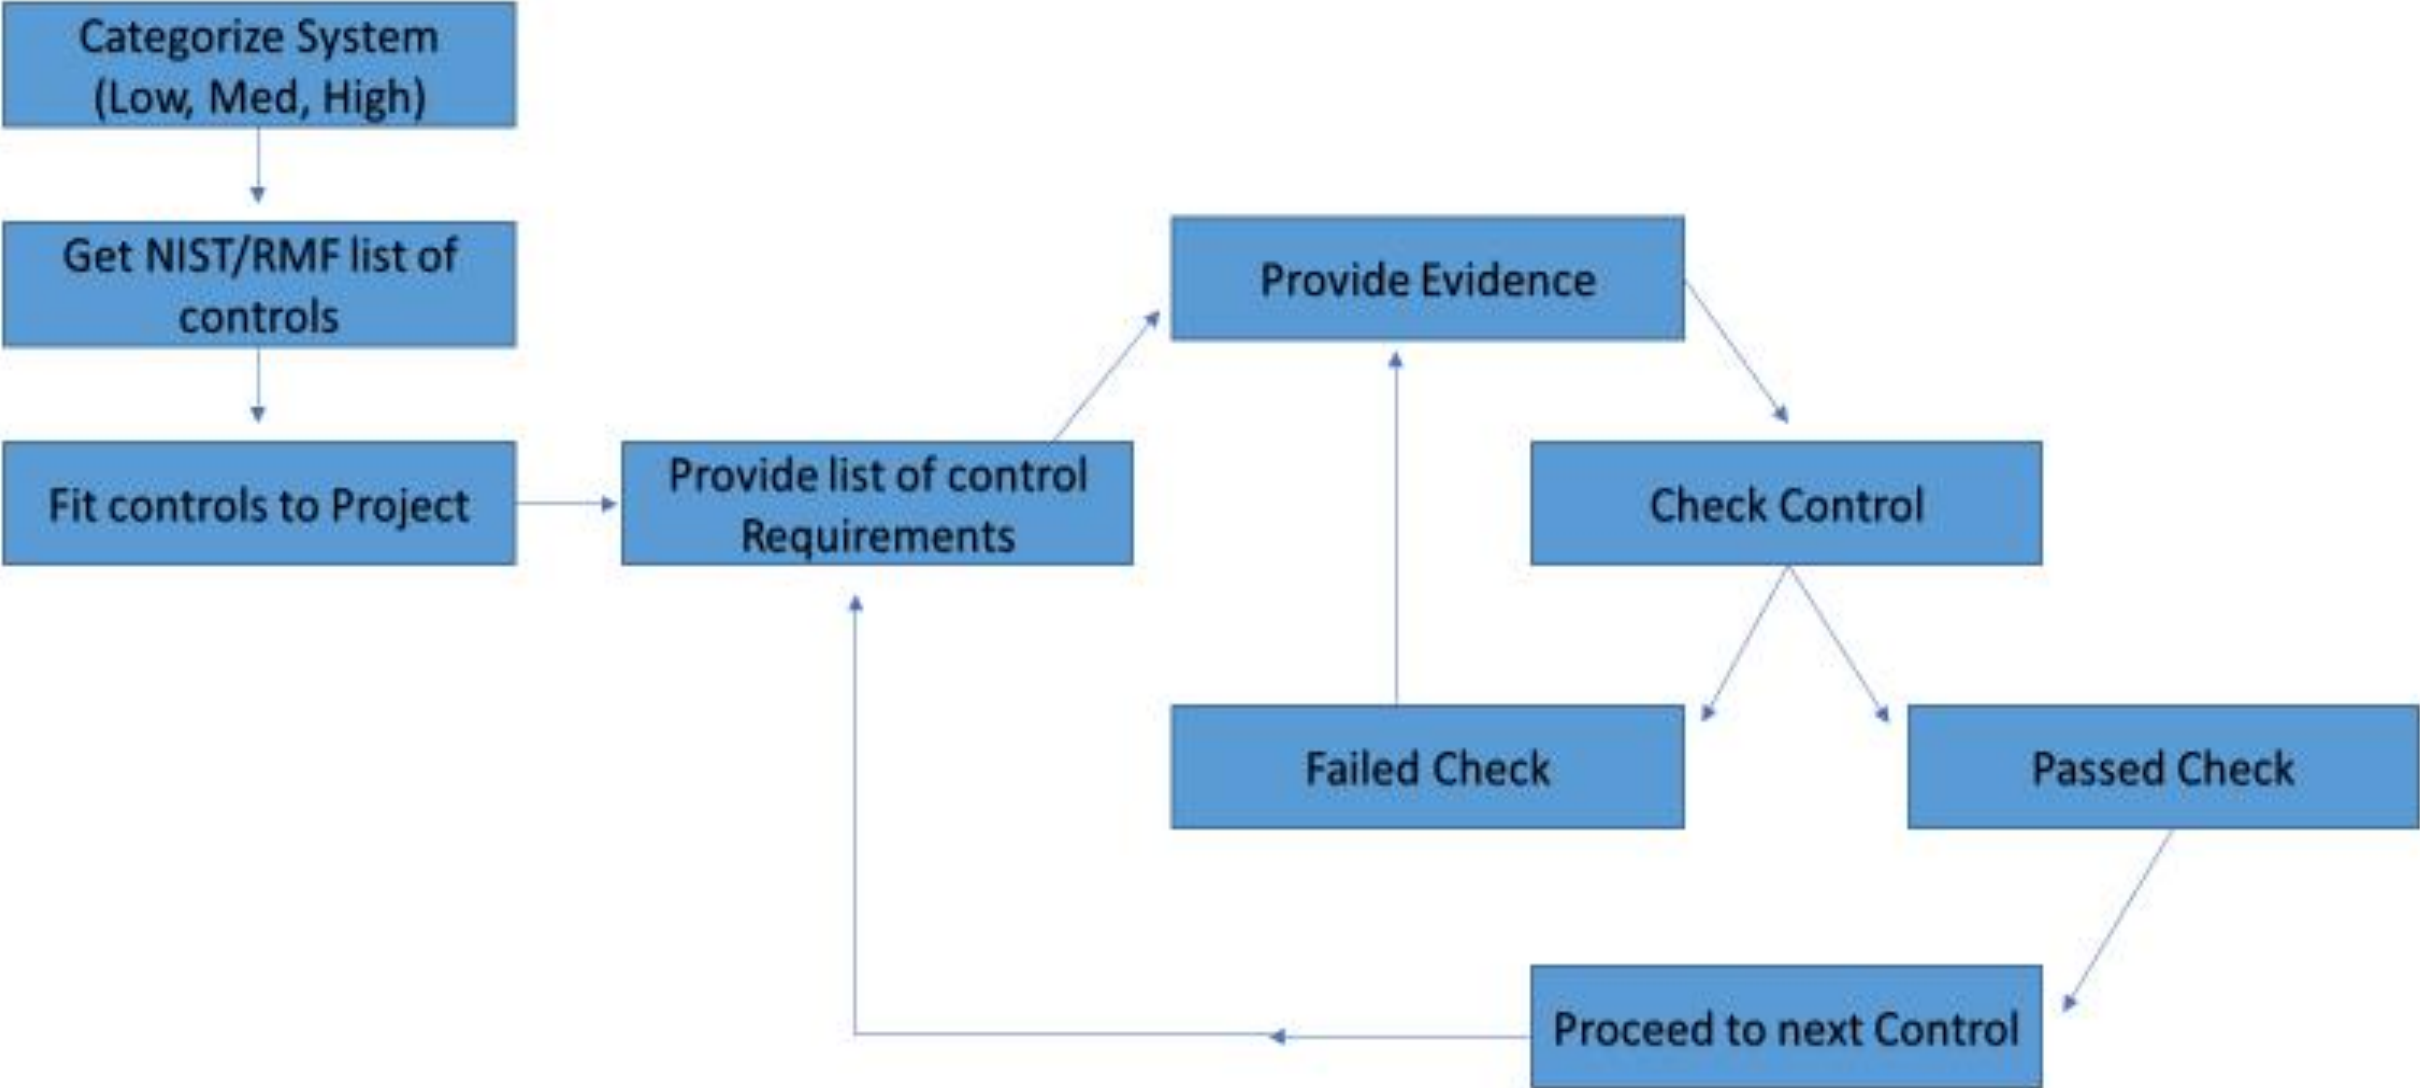 Categorize System
(Low, Med, High)
Get NIST/RMF list of
controls
Fit controls to Project
Provide list of control
Requirements
Provide Evidence
Check Control
Failed Check
Passed Check
Proceed to next Control